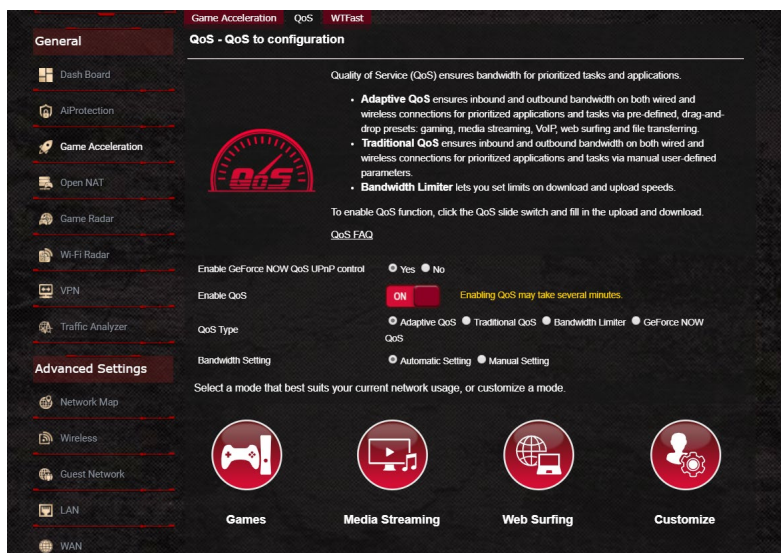 Game Acceleration QoS WTFast
General
QoS - QoS to configuration
Dash Board
AiProtection
Game Acceleration
Open NAT
Game Radar
Wi-Fi Radar
VPN
Traffic Analyzer
Advanced Settings
Network Map
Wireless
Guest Network
LAN
WAN
QoS
Quality of Service (QoS) ensures bandwidth for prioritized tasks and applications.
• Adaptive QoS ensures inbound and outbound bandwidth on both wired and
wireless connections for prioritized applications and tasks via pre-defined, drag-and-
drop presets: gaming, media streaming, VoIP, web surfing and file transferring.
• Traditional QoS ensures inbound and outbound bandwidth on both wired and
wireless connections for prioritized applications and tasks via manual user-defined
parameters.
• Bandwidth Limiter lets you set limits on download and upload speeds.
To enable QoS function, click the QoS slide switch and fill in the upload and download.
QoS FAQ
Enable GeForce NOW QoS UPnP control Yes No
Enable QoS ON Enabling QoS may take several minutes.
QoS Type Adaptive QoS Traditional QoS Bandwidth Limiter GeForce NOW
QoS
Bandwidth Setting Automatic Setting Manual Setting
Select a mode that best suits your current network usage, or customize a mode.
Games Media Streaming Web Surfing Customize